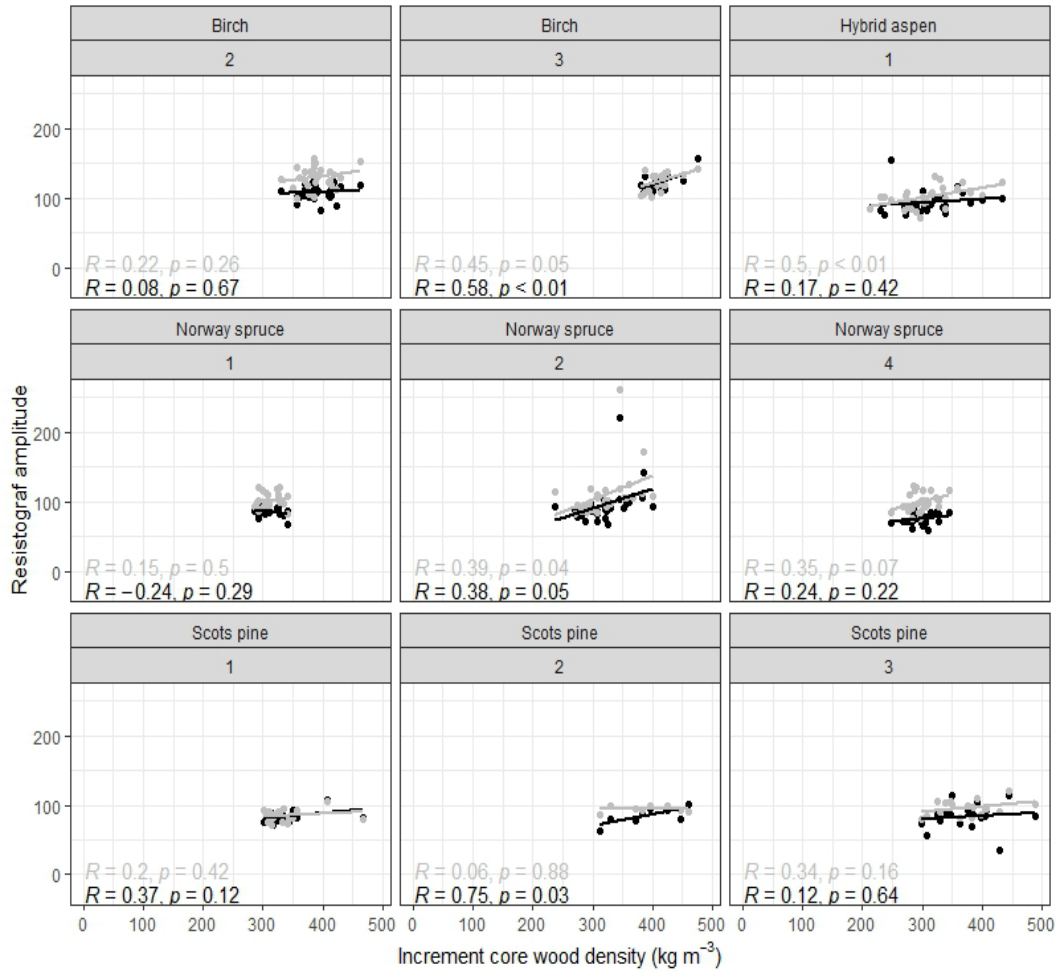 Birch Birch Hybrid aspen
2 3 1
200
100
0
R = 0.22, p = 0.26 R = 0.45, p = 0.05 R = 0.5, p < 0.01
R = 0.08, p = 0.67 R = 0.58, p < 0.01 R = 0.17, p = 0.42
Norway spruce Norway spruce Norway spruce
1 2 4
Resistograf amplitude
200
100
0
R = 0.15, p = 0.5 R = 0.39, p = 0.04 R = 0.35, p = 0.07
R = −0.24, p = 0.29 R = 0.38, p = 0.05 R = 0.24, p = 0.22
Scots pine Scots pine Scots pine
1 2 3
200
100
0
R = 0.2, p = 0.42 R = 0.06, p = 0.88 R = 0.34, p = 0.16
R = 0.37, p = 0.12 R = 0.75, p = 0.03 R = 0.12, p = 0.64
0 100 200 300 400 500 0 100 200 300 400 500 0 100 200 300 400 500
Increment core wood density (kg m⁻³)